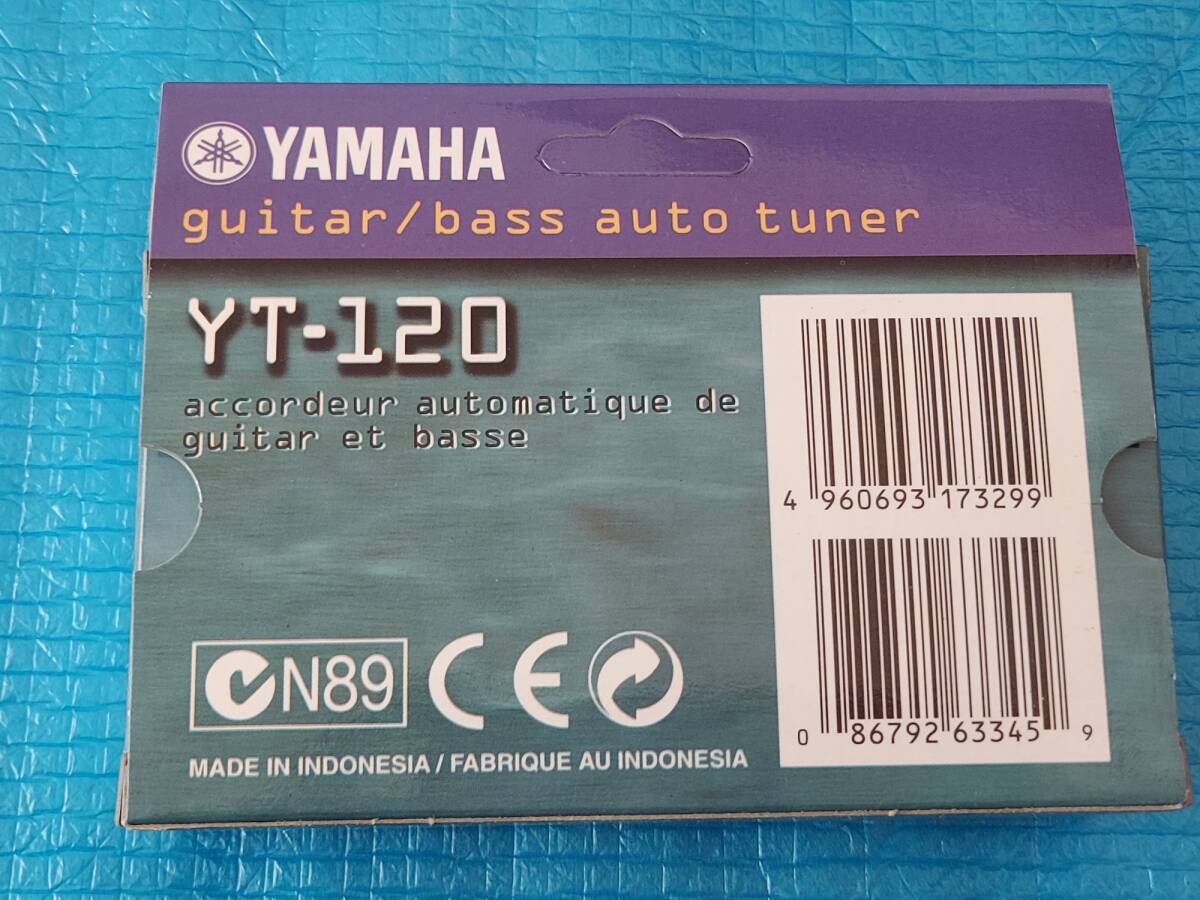 YAMAHA
guitar/bass auto tuner
YT-120
accordeur automatique de
guitar et basse
4 960693 173299
0 86792 63345 9
N89 CE
MADE IN INDONESIA / FABRIQUE AU INDONESIA